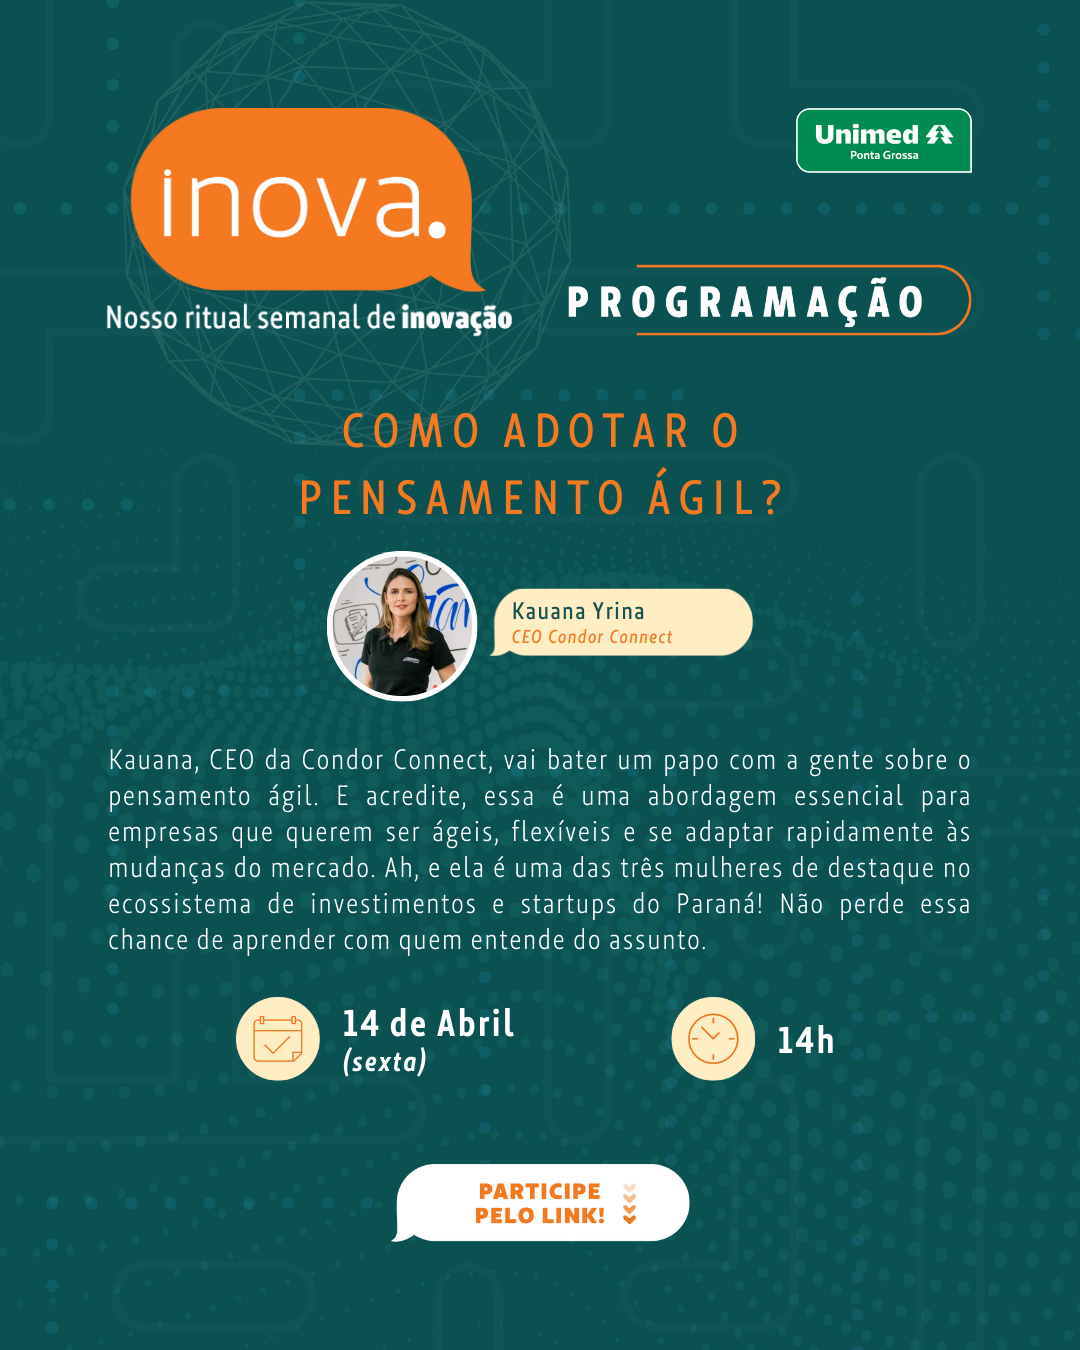 inova.
Unimed
Ponta Grossa
Nosso ritual semanal de inovação
PROGRAMAÇÃO
COMO ADOTAR O
PENSAMENTO ÁGIL?
Kauana Yrina
CEO Condor Connect
Kauana, CEO da Condor Connect, vai bater um papo com a gente sobre o
pensamento ágil. E acredite, essa é uma abordagem essencial para
empresas que querem ser ágeis, flexíveis e se adaptar rapidamente às
mudanças do mercado. Ah, e ela é uma das três mulheres de destaque no
ecossistema de investimentos e startups do Paraná! Não perde essa
chance de aprender com quem entende do assunto.
14 de Abril
(sexta)
14h
PARTICIPE
PELO LINK!